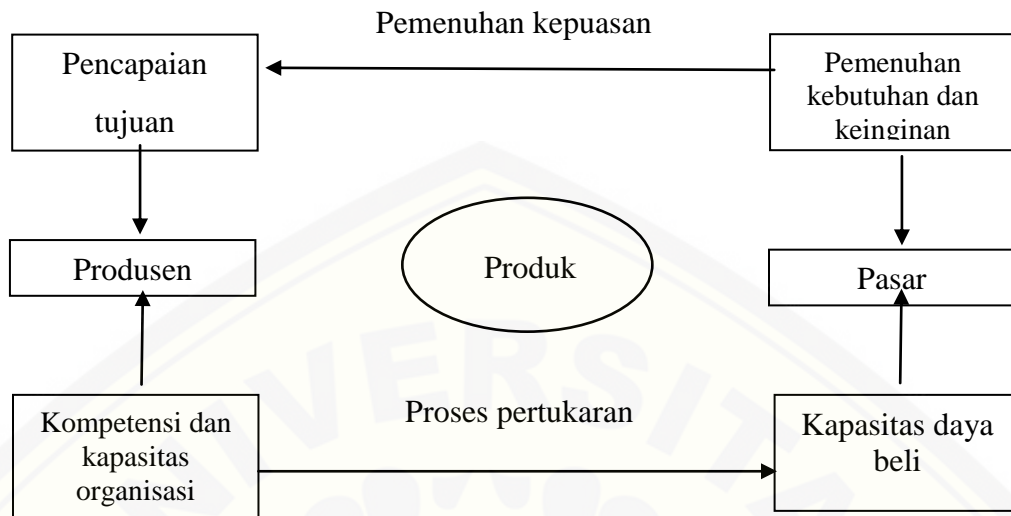 Pemenuhan kepuasan
Pencapaian
tujuan
Pemenuhan
kebutuhan dan
keinginan
Produsen
Produk
Pasar
Kompetensi dan
kapasitas
organisasi
Proses pertukaran
Kapasitas daya
beli